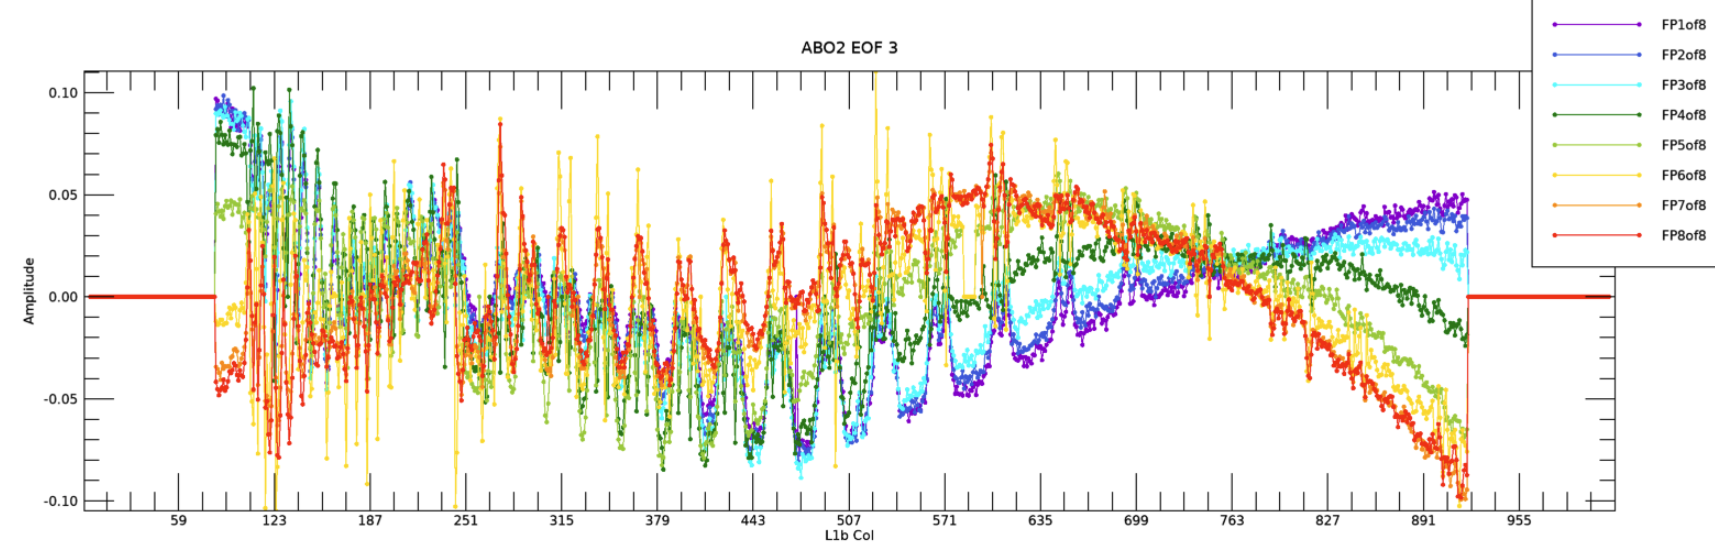 ABO2 EOF 3
FP1of8
FP2of8
FP3of8
FP4of8
FP5of8
FP6of8
FP7of8
FP8of8
Amplitude
0.10
0.05
0.00
-0.05
-0.10
59 123 187 251 315 379 443 507 571 635 699 763 827 891 955
L1b Col